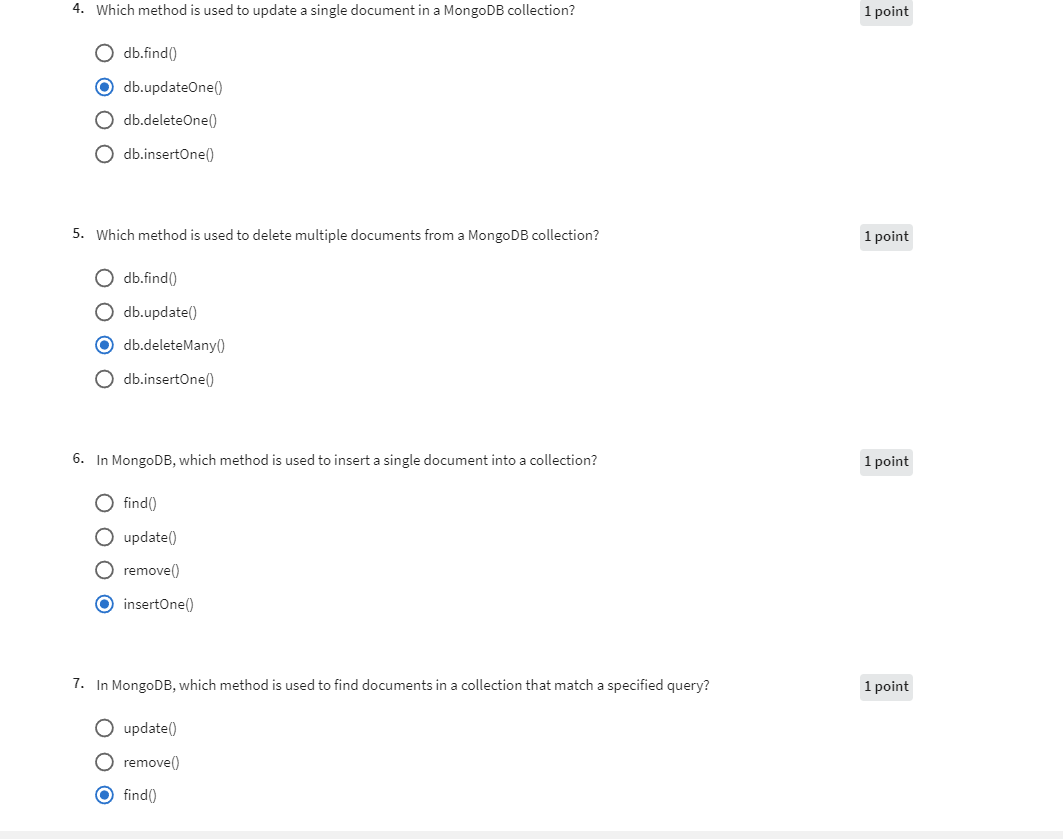 4. Which method is used to update a single document in a MongoDB collection? 1 point
db.find()
db.updateOne()
db.deleteOne()
db.insertOne()
5. Which method is used to delete multiple documents from a MongoDB collection? 1 point
db.find()
db.update()
db.deleteMany()
db.insertOne()
6. In MongoDB, which method is used to insert a single document into a collection? 1 point
find()
update()
remove()
insertOne()
7. In MongoDB, which method is used to find documents in a collection that match a specified query? 1 point
update()
remove()
find()